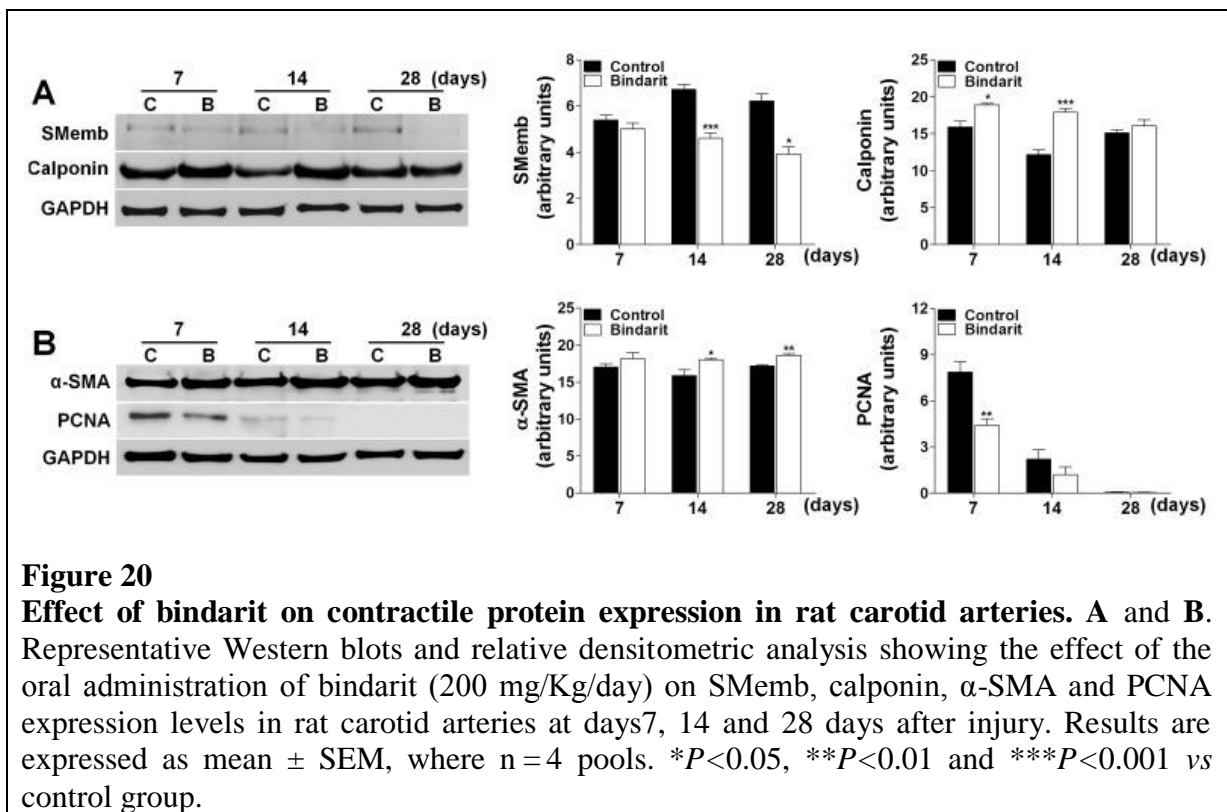 A
7 14 28 (days)
C B C B C B
SMemb
Calponin
GAPDH
Control
Bindarit
SMemb
(arbitrary units)
8
6
4
2
0
***
*
7 14 28 (days)
Control
Bindarit
Calponin
(arbitrary units)
25
20
15
10
5
0
*
***
7 14 28 (days)
B
7 14 28 (days)
C B C B C B
α-SMA
PCNA
GAPDH
Control
Bindarit
α-SMA
(arbitrary units)
25
20
15
10
5
0
*
**
7 14 28 (days)
Control
Bindarit
PCNA
(arbitrary units)
12
9
6
3
0
**
7 14 28 (days)
Figure 20
Effect of bindarit on contractile protein expression in rat carotid arteries. A and B.
Representative Western blots and relative densitometric analysis showing the effect of the
oral administration of bindarit (200 mg/Kg/day) on SMemb, calponin, α-SMA and PCNA
expression levels in rat carotid arteries at days7, 14 and 28 days after injury. Results are
expressed as mean ± SEM, where n = 4 pools. *P<0.05, **P<0.01 and ***P<0.001 vs
control group.